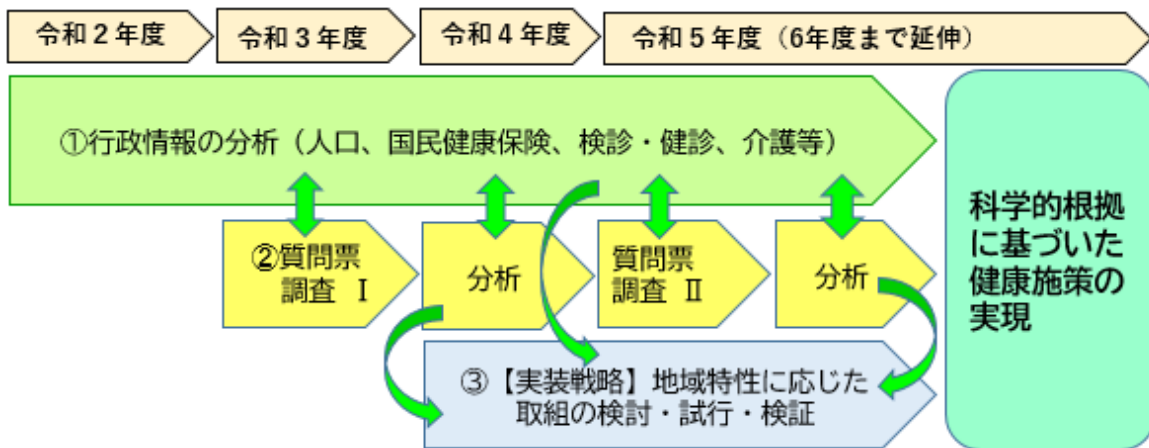 令和２年度
令和３年度
令和４年度
令和５年度（6年度まで延伸）
①行政情報の分析（人口、国民健康保険、検診・健診、介護等）
②質問票
調査 Ⅰ
分析
質問票
調査 Ⅱ
分析
③【実装戦略】地域特性に応じた
取組の検討・試行・検証
科学的根拠
に基づいた
健康施策の
実現